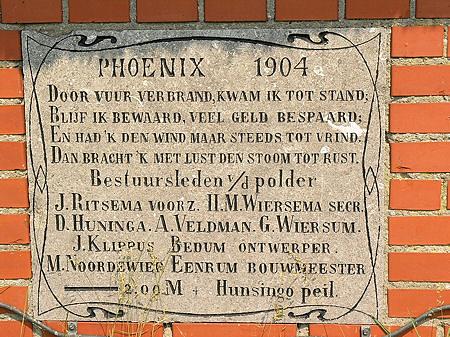 PHOENIX 1904
DOOR VUUR VERBRAND, KWAM IK TOT STAND;
BLIJF IK BEWAARD, VEEL GELD BESPAARD;
EN HAD 'K DEN WIND MAAR STEEDS TOT VRIND.
DAN BRACHT 'K MET LUST DEN STOOM TOT RUST.
Bestuursleden v/d polder
J. RITSEMA VOORZ. H.M. WIERSEMA SECR.
D. HUNINGA. A. VELDMAN. G. WIERSUM.
J. KLIPPUS BEDUM ONTWERPER.
M. NOORDEWIER EENRUM BOUWMEESTER
2.00 M + Hunsingo peil.